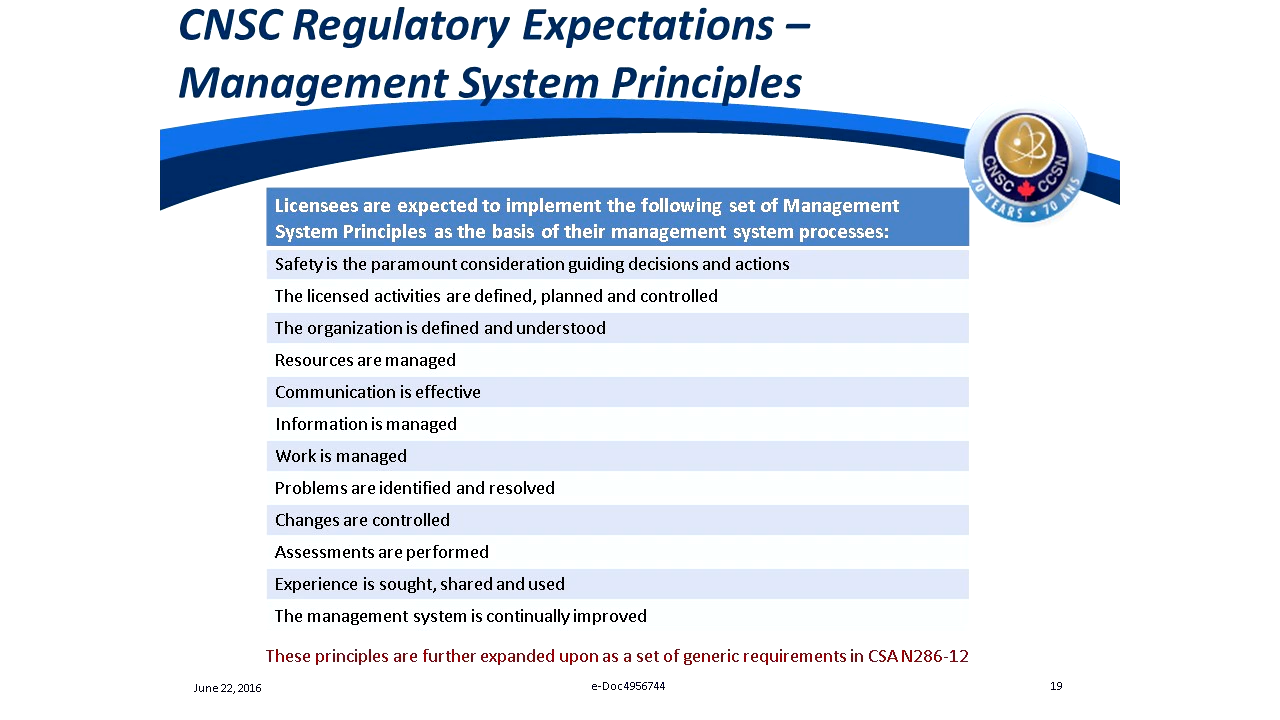 CNSC Regulatory Expectations –
Management System Principles
CNSC CCSN
70 YEARS • 70 ANS
Licensees are expected to implement the following set of Management
System Principles as the basis of their management system processes:
Safety is the paramount consideration guiding decisions and actions
The licensed activities are defined, planned and controlled
The organization is defined and understood
Resources are managed
Communication is effective
Information is managed
Work is managed
Problems are identified and resolved
Changes are controlled
Assessments are performed
Experience is sought, shared and used
The management system is continually improved
These principles are further expanded upon as a set of generic requirements in CSA N286-12
June 22, 2016
e-Doc4956744
19